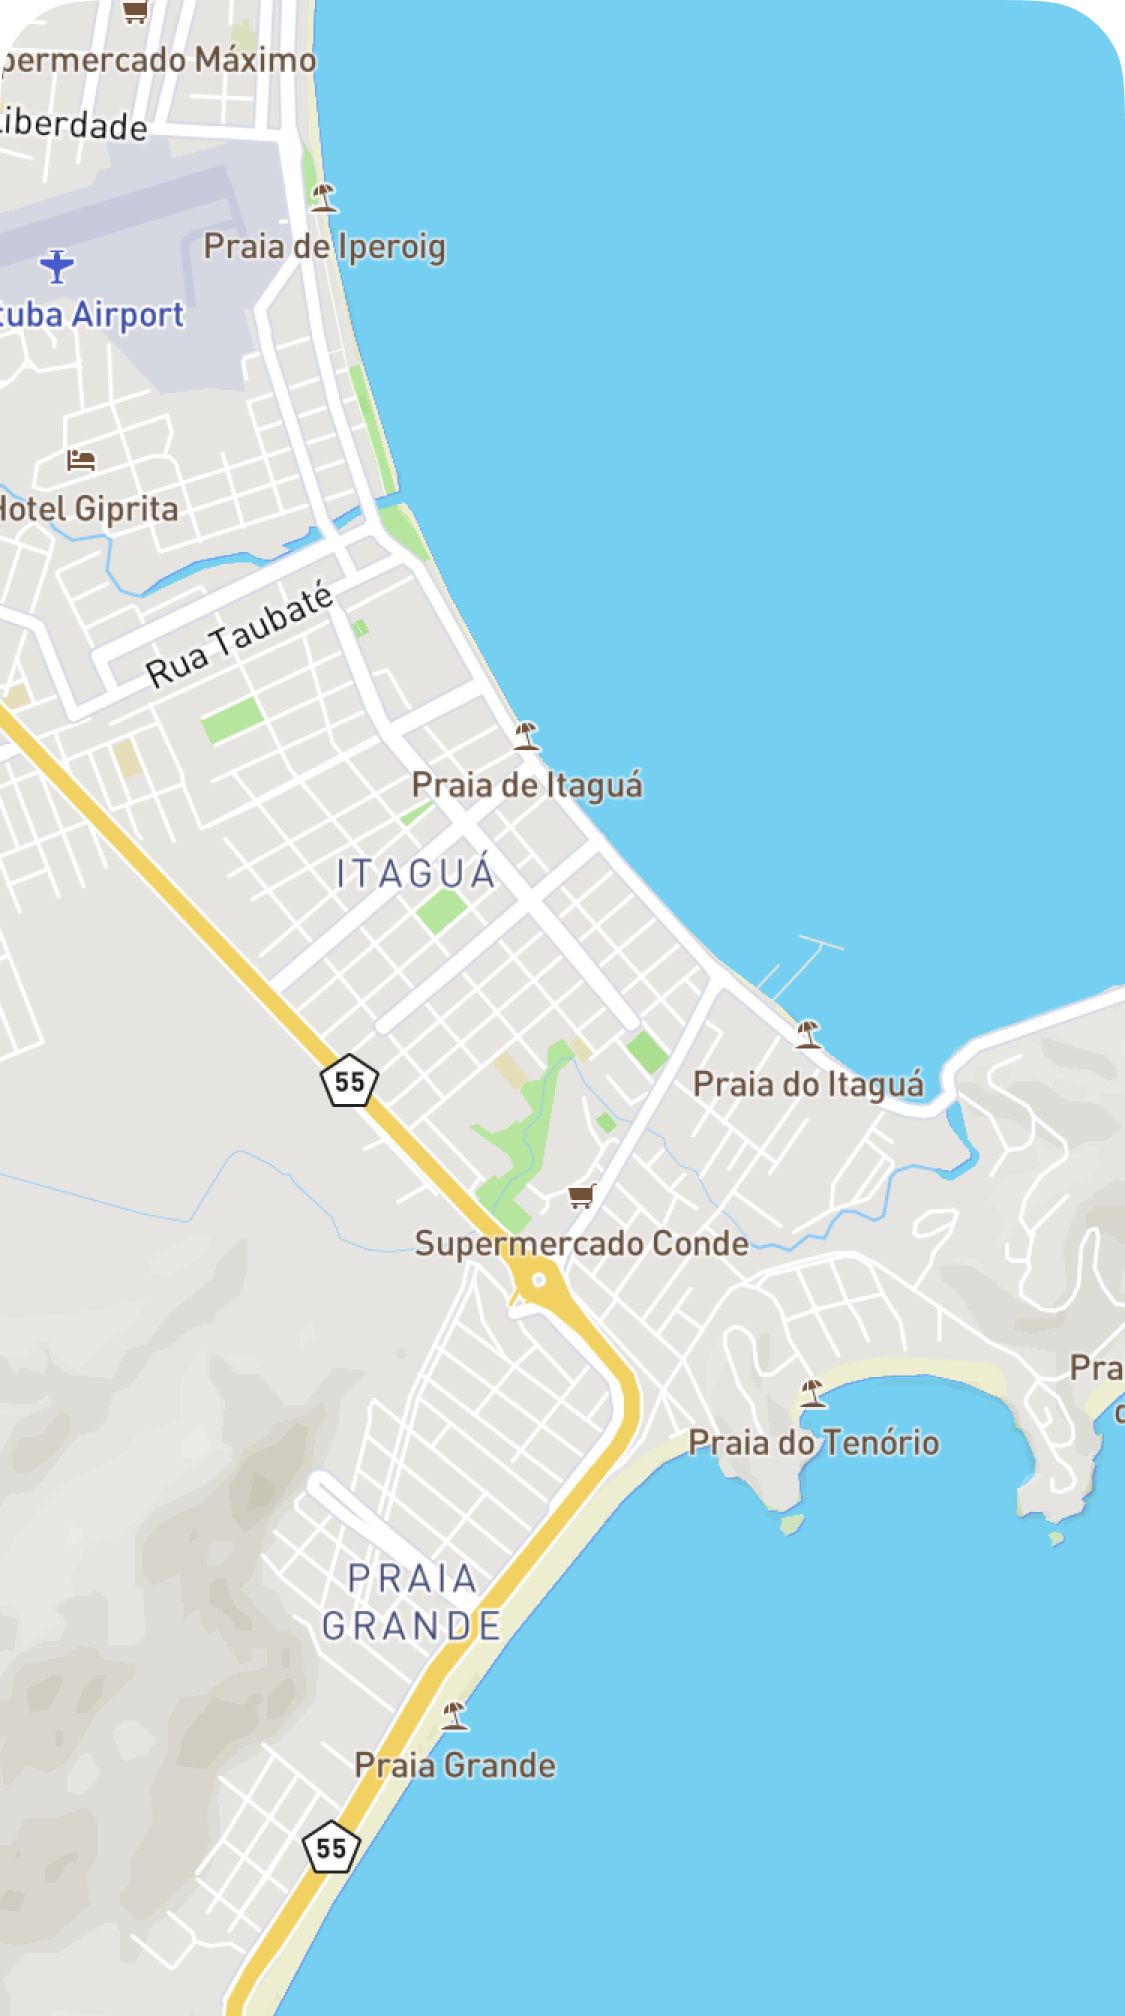 permercado Máximo
Liberdade
Praia de Iperoig
tuba Airport
Hotel Giprita
Rua Taubaté
Praia de Itaguá
ITAGUÁ
55
Praia do Itaguá
Supermercado Conde
Pra
Praia do Tenório
PRAIA
GRANDE
Praia Grande
55